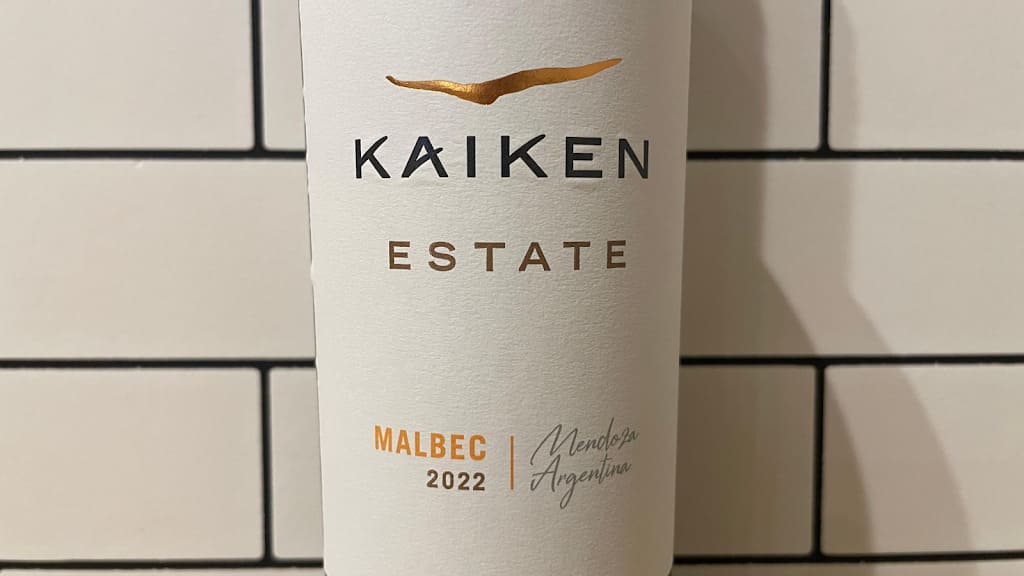 KAIKEN
ESTATE
MALBEC
2022
Mendoza
Argentina